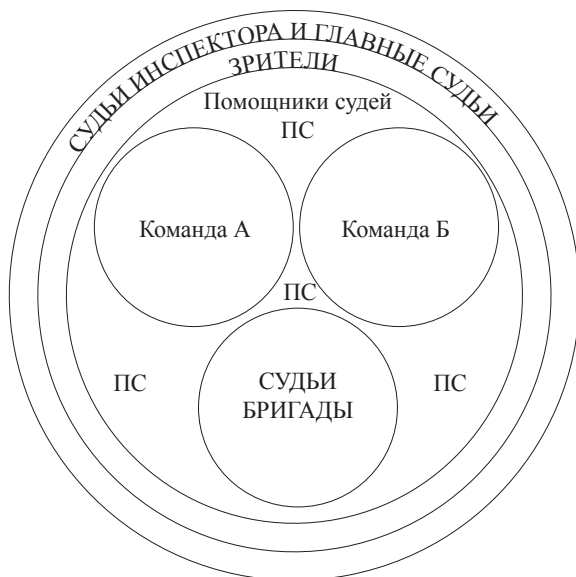 СУДЬИ ИНСПЕКТОРА И ГЛАВНЫЕ СУДЬИ
ЗРИТЕЛИ
Помощники судей
ПС
Команда А
Команда Б
ПС
ПС
СУДЬИ
БРИГАДЫ
ПС